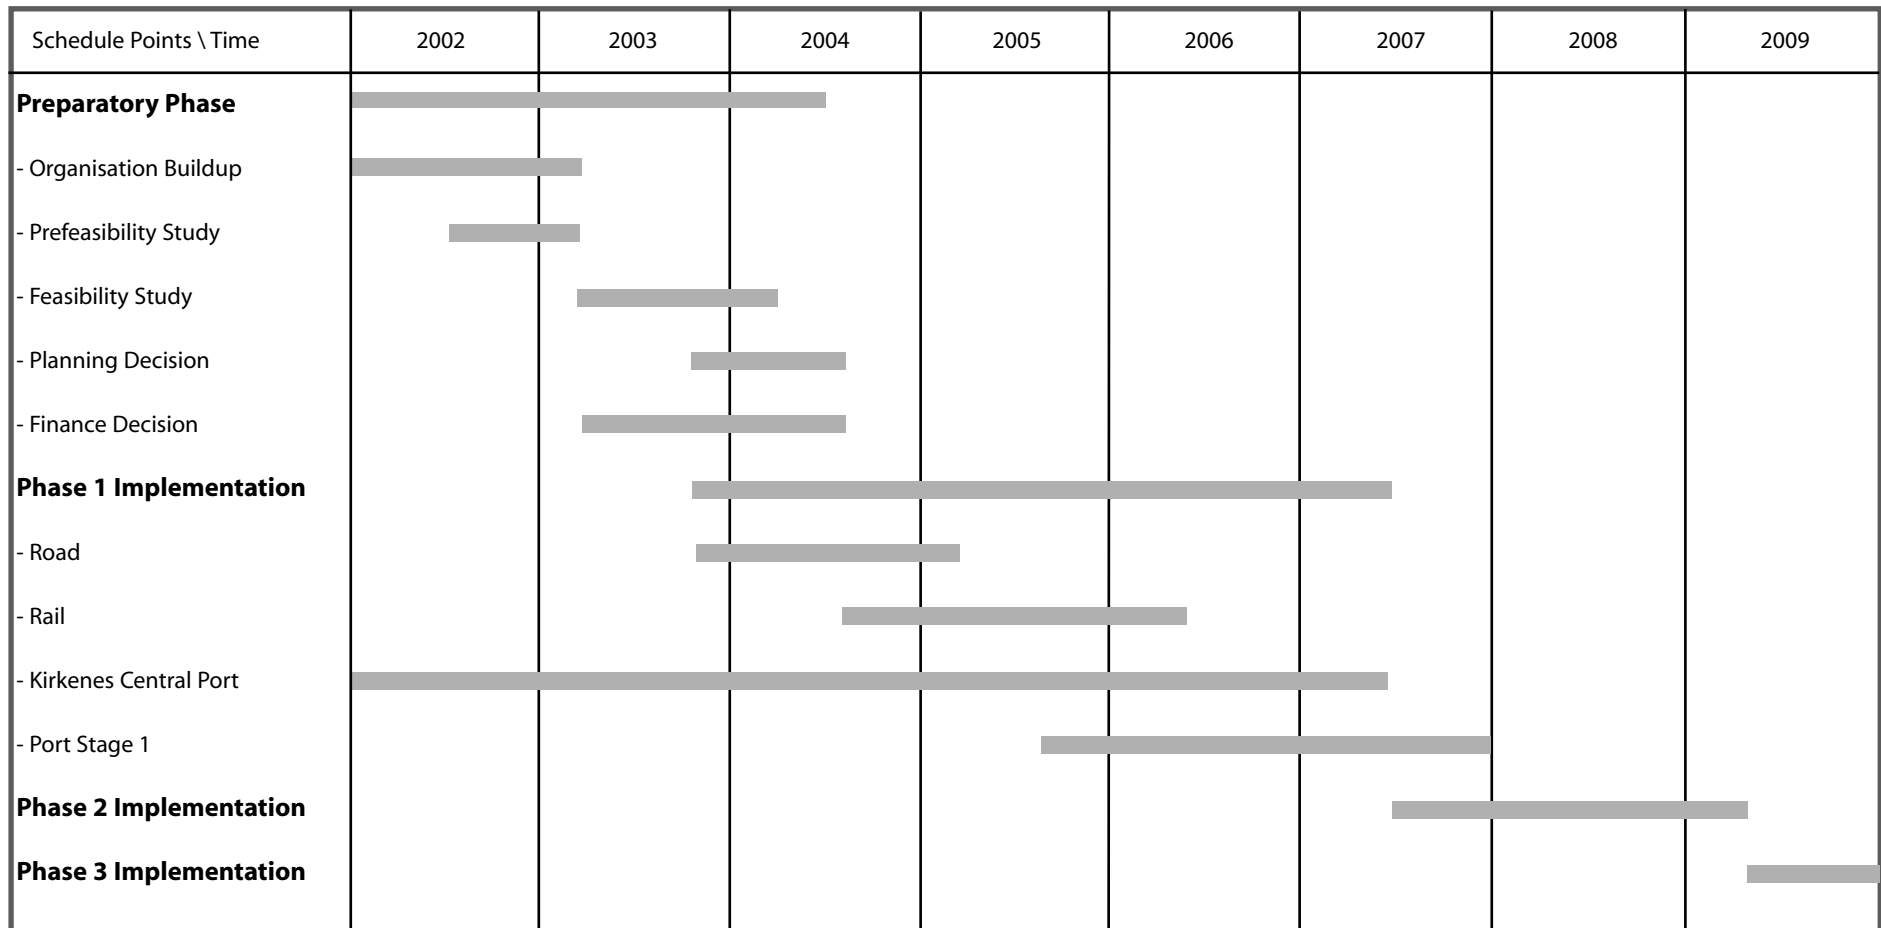 Schedule Points \ Time 2002 2003 2004 2005 2006 2007 2008 2009
Preparatory Phase
- Organisation Buildup
- Prefeasibility Study
- Feasibility Study
- Planning Decision
- Finance Decision
Phase 1 Implementation
- Road
- Rail
- Kirkenes Central Port
- Port Stage 1
Phase 2 Implementation
Phase 3 Implementation